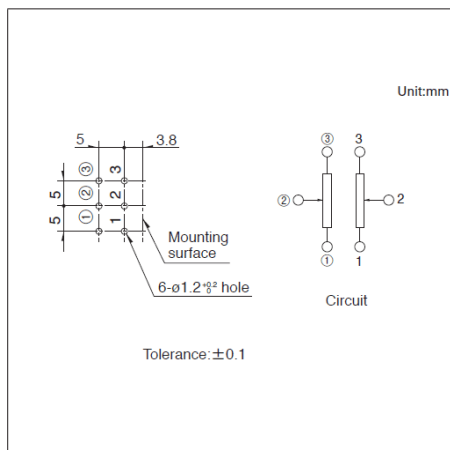 Unit:mm
5 3.8
③ 3
② 2
① 1
5
5
Mounting
surface
6-ø1.2 +0.2 0 hole
Tolerance:±0.1
③ 3
② 2
① 1
Circuit